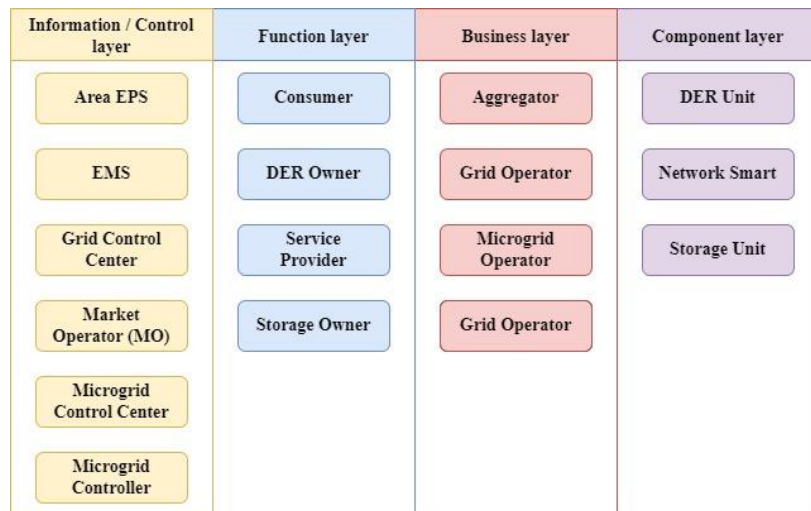 Information / Control
layer
Function layer
Business layer
Component layer
Area EPS
Consumer
Aggregator
DER Unit
EMS
DER Owner
Grid Operator
Network Smart
Grid Control
Center
Service
Provider
Microgrid
Operator
Storage Unit
Market
Operator (MO)
Storage Owner
Grid Operator
Microgrid
Control Center
Microgrid
Controller